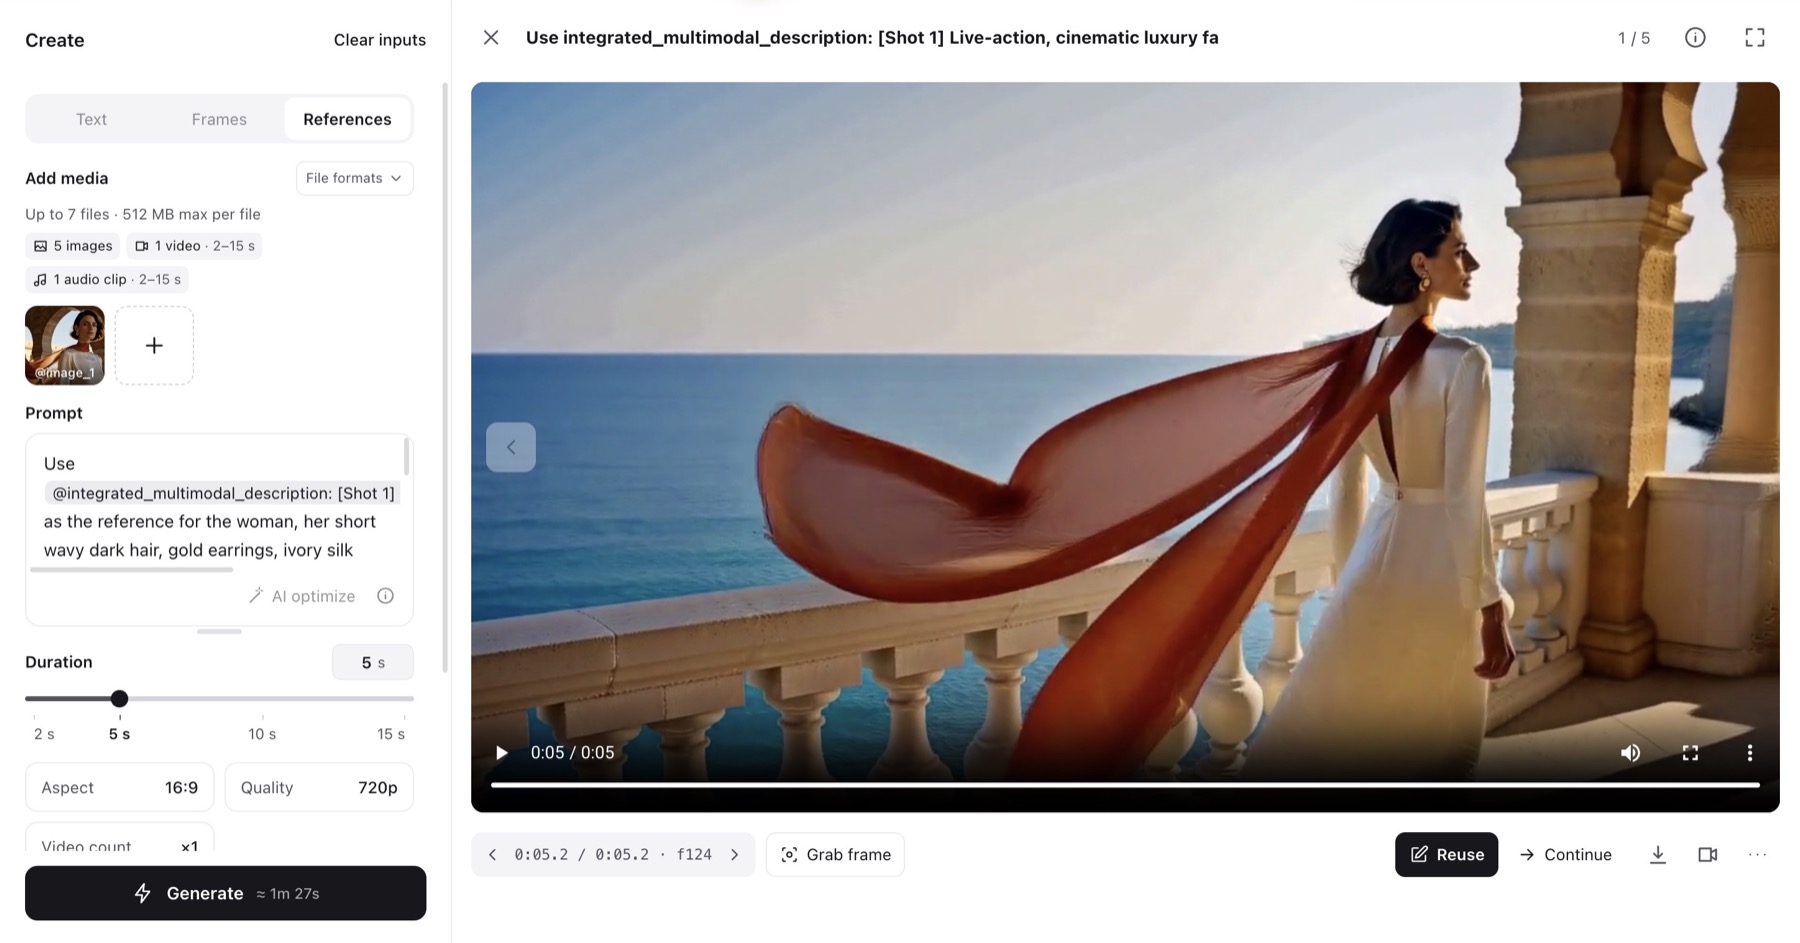 Create
Clear inputs
Text
Frames
References
Add media
File formats
Up to 7 files · 512 MB max per file
5 images
1 video · 2–15 s
1 audio clip · 2–15 s
@image_1
Prompt
Use
@integrated_multimodal_description: [Shot 1]
as the reference for the woman, her short
wavy dark hair, gold earrings, ivory silk
AI optimize
Duration
5 s
2 s
5 s
10 s
15 s
Aspect
16:9
Quality
720p
Video count
×1
Generate ≈ 1m 27s
Use integrated_multimodal_description: [Shot 1] Live-action, cinematic luxury fa
1 / 5
0:05 / 0:05
0:05.2 / 0:05.2 · f124
Grab frame
Reuse
Continue